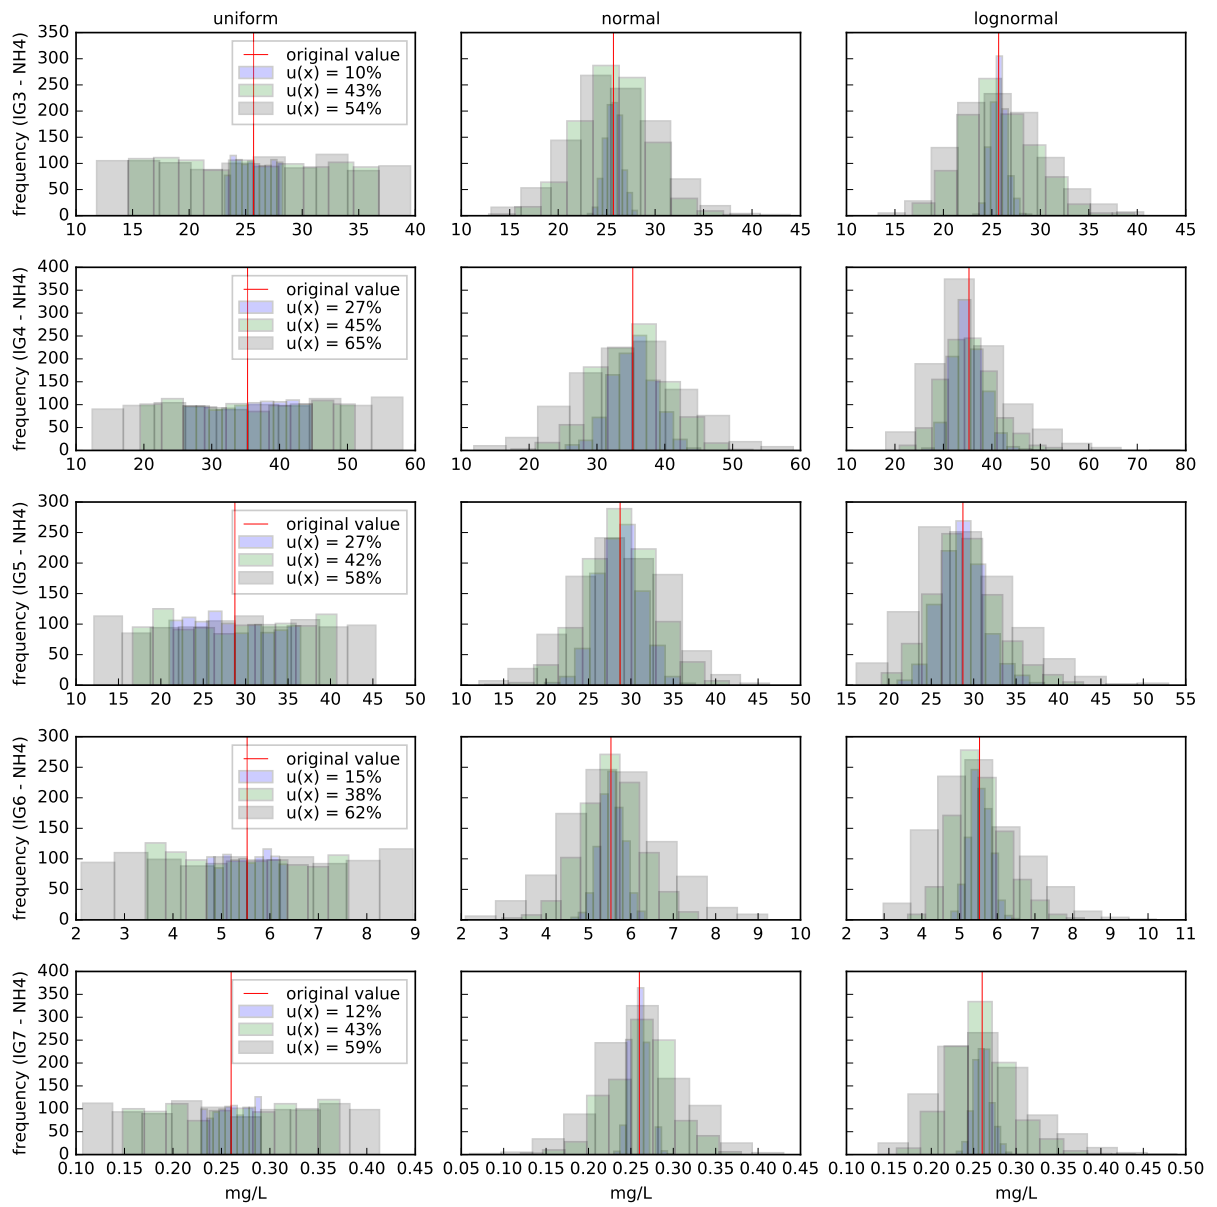 uniform normal lognormal
frequency (IG3 - NH4)
350
300
250
200
150
100
50
0
original value
u(x) = 10%
u(x) = 43%
u(x) = 54%
10 15 20 25 30 35 40
10 15 20 25 30 35 40 45
10 15 20 25 30 35 40 45
frequency (IG4 - NH4)
400
350
300
250
200
150
100
50
0
original value
u(x) = 27%
u(x) = 45%
u(x) = 65%
10 20 30 40 50 60
10 20 30 40 50 60
10 20 30 40 50 60 70 80
frequency (IG5 - NH4)
300
250
200
150
100
50
0
original value
u(x) = 27%
u(x) = 42%
u(x) = 58%
10 15 20 25 30 35 40 45 50
10 15 20 25 30 35 40 45 50
15 20 25 30 35 40 45 50 55
frequency (IG6 - NH4)
300
250
200
150
100
50
0
original value
u(x) = 15%
u(x) = 38%
u(x) = 62%
2 3 4 5 6 7 8 9
2 3 4 5 6 7 8 9 10
2 3 4 5 6 7 8 9 10 11
frequency (IG7 - NH4)
400
350
300
250
200
150
100
50
0
original value
u(x) = 12%
u(x) = 43%
u(x) = 59%
0.10 0.15 0.20 0.25 0.30 0.35 0.40 0.45
0.05 0.10 0.15 0.20 0.25 0.30 0.35 0.40 0.45
0.10 0.15 0.20 0.25 0.30 0.35 0.40 0.45 0.50
mg/L mg/L mg/L